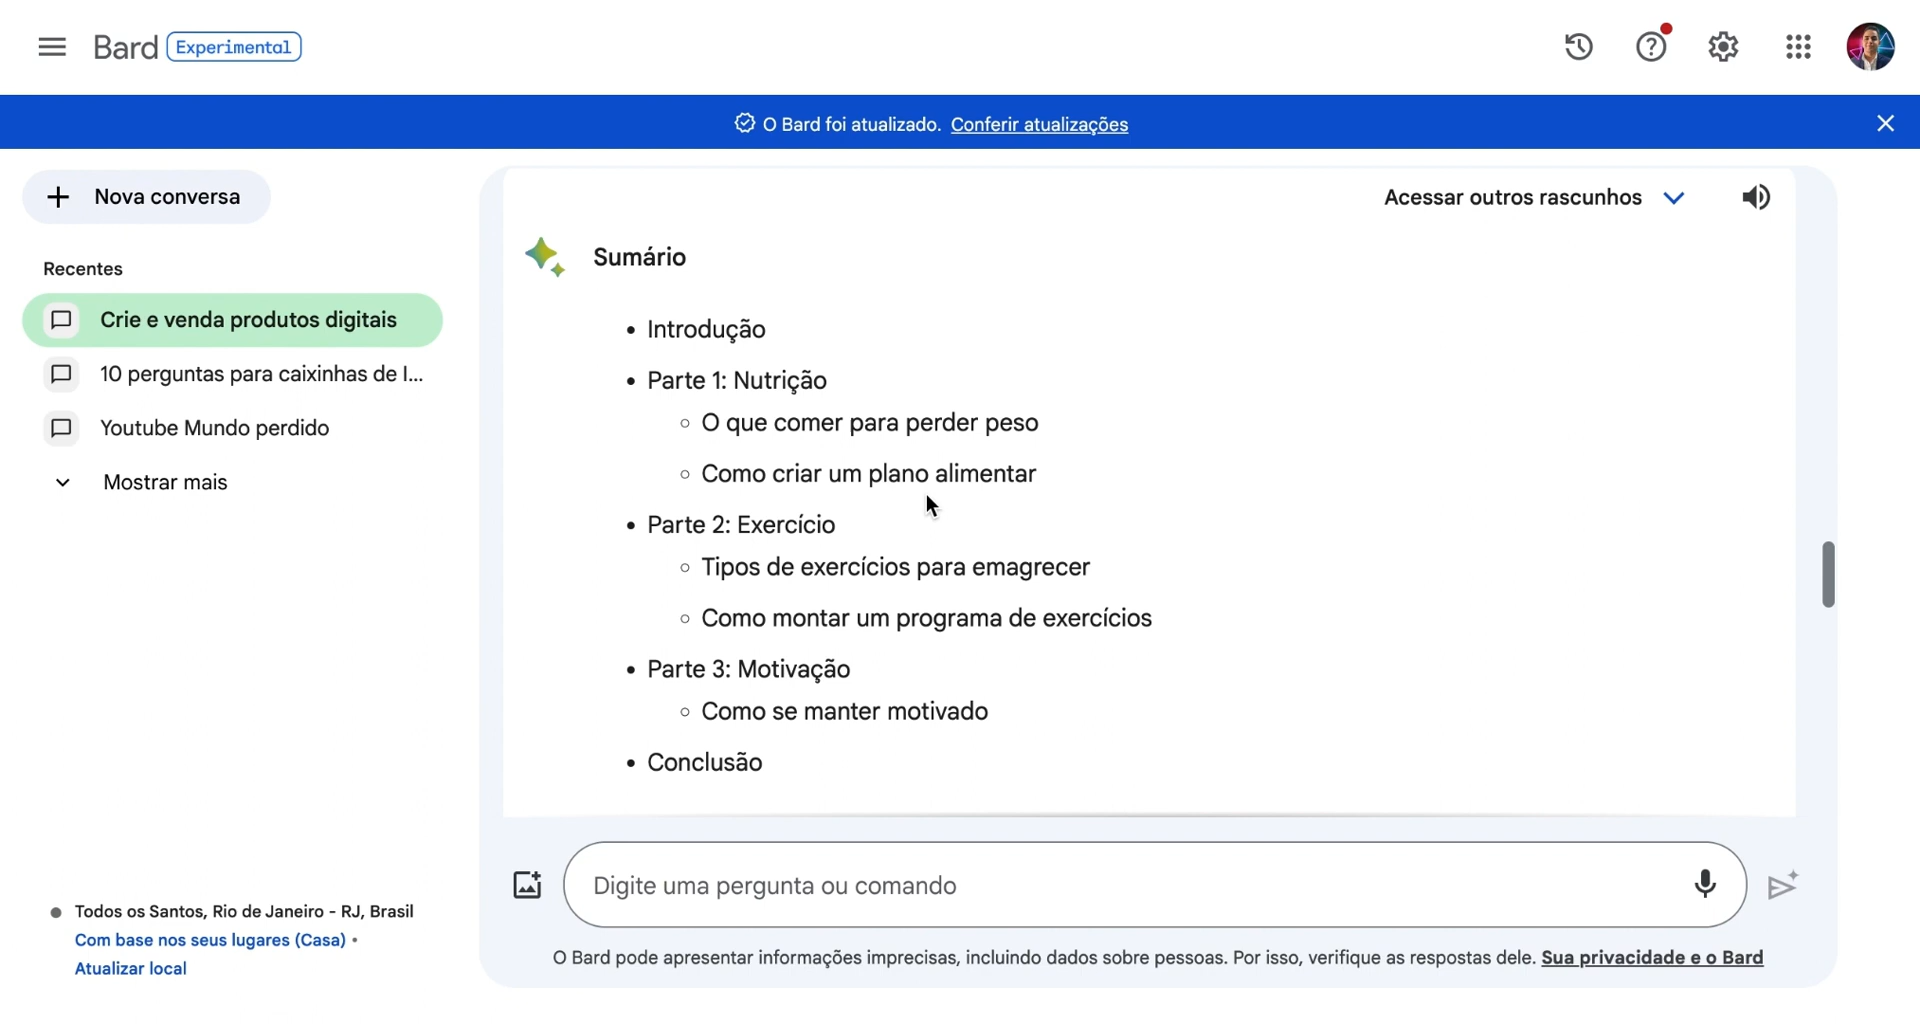 Bard Experimental
O Bard foi atualizado. Conferir atualizações
Nova conversa
Recentes
Crie e venda produtos digitais
10 perguntas para caixinhas de I...
Youtube Mundo perdido
Mostrar mais
Todos os Santos, Rio de Janeiro - RJ, Brasil
Com base nos seus lugares (Casa) •
Atualizar local
Acessar outros rascunhos
Sumário
• Introdução
• Parte 1: Nutrição
○ O que comer para perder peso
○ Como criar um plano alimentar
• Parte 2: Exercício
○ Tipos de exercícios para emagrecer
○ Como montar um programa de exercícios
• Parte 3: Motivação
○ Como se manter motivado
• Conclusão
Digite uma pergunta ou comando
O Bard pode apresentar informações imprecisas, incluindo dados sobre pessoas. Por isso, verifique as respostas dele. Sua privacidade e o Bard